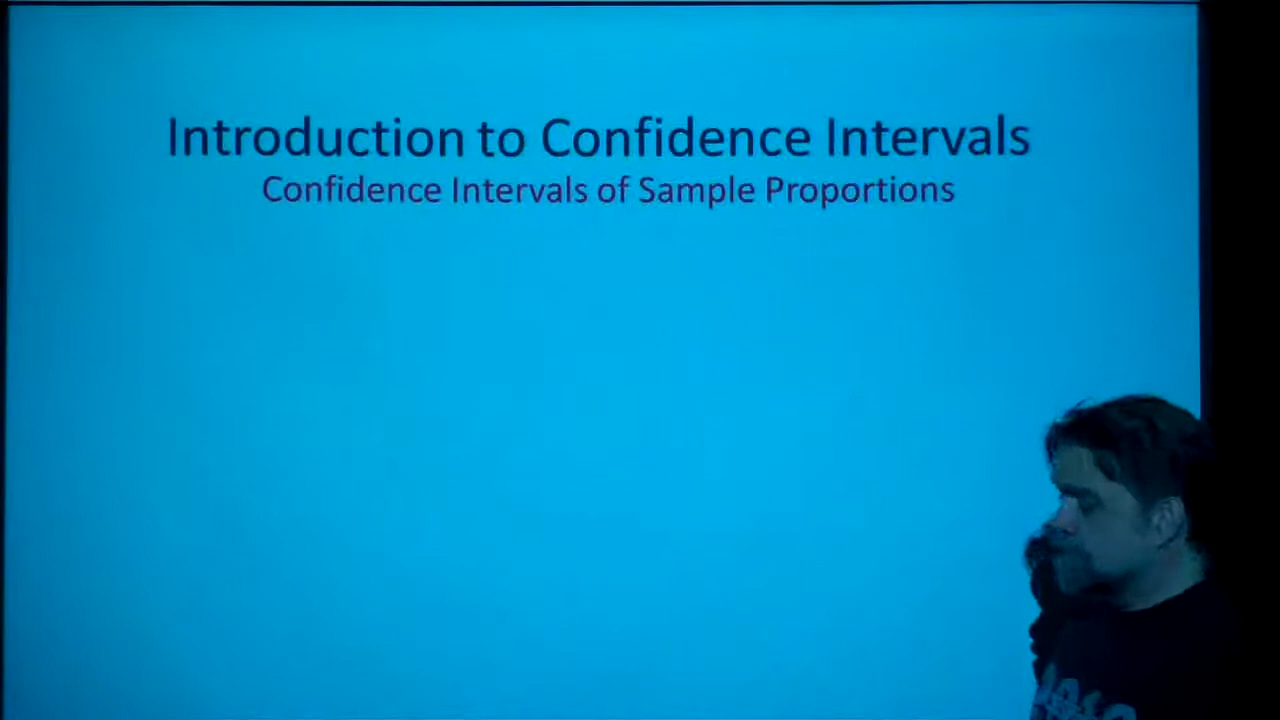 Introduction to Confidence Intervals
Confidence Intervals of Sample Proportions